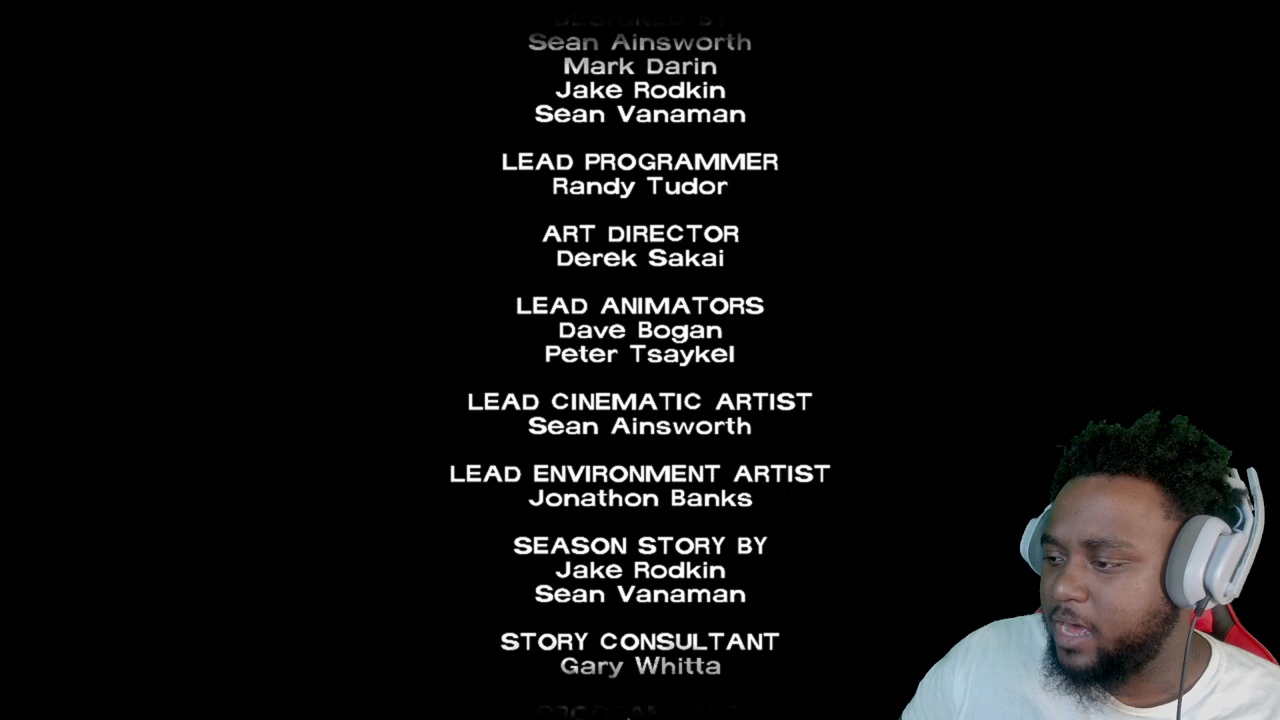 DESIGNED BY
Sean Ainsworth
Mark Darin
Jake Rodkin
Sean Vanaman
LEAD PROGRAMMER
Randy Tudor
ART DIRECTOR
Derek Sakai
LEAD ANIMATORS
Dave Bogan
Peter Tsaykel
LEAD CINEMATIC ARTIST
Sean Ainsworth
LEAD ENVIRONMENT ARTIST
Jonathon Banks
SEASON STORY BY
Jake Rodkin
Sean Vanaman
STORY CONSULTANT
Gary Whitta